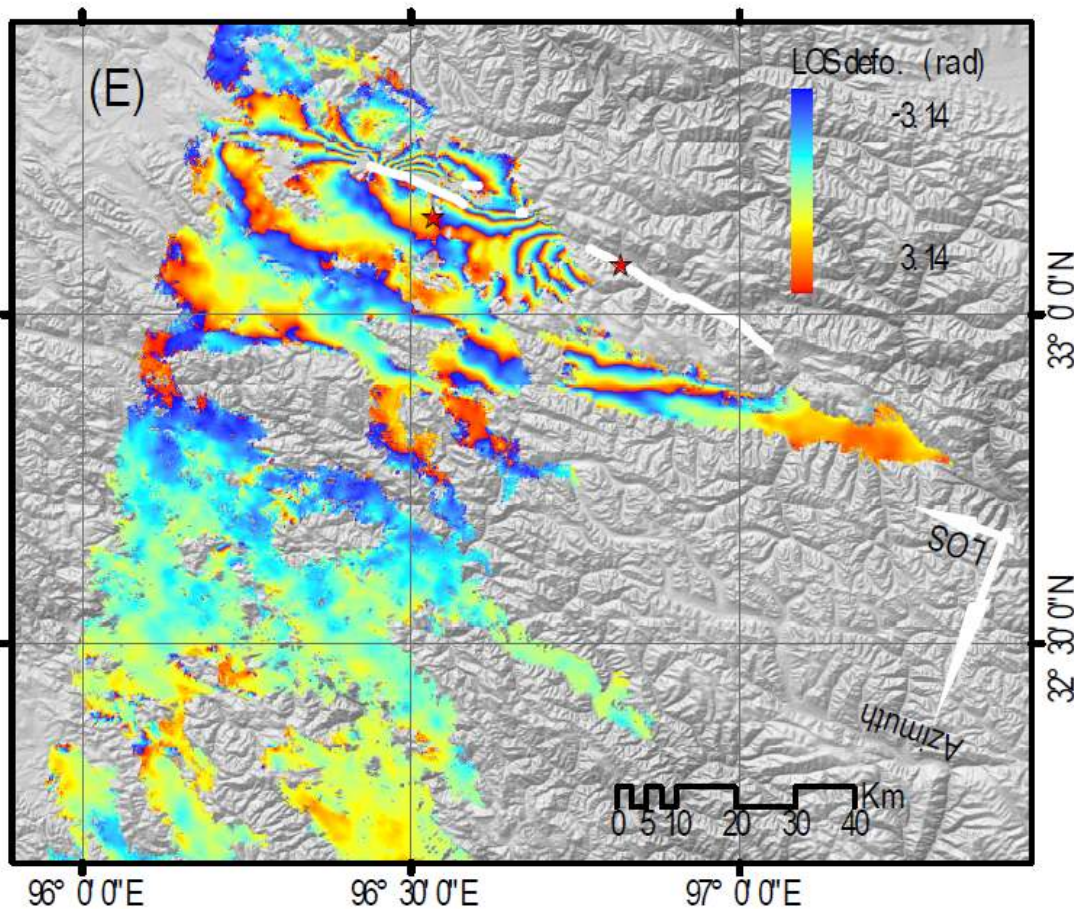 (E)
LOS defo. (rad)
-3.14
3.14
33° 0' 0"N
LOS
32° 30' 0"N
Azimuth
Km
0 5 10 20 30 40
96° 0' 0"E
96° 30' 0"E
97° 0' 0"E